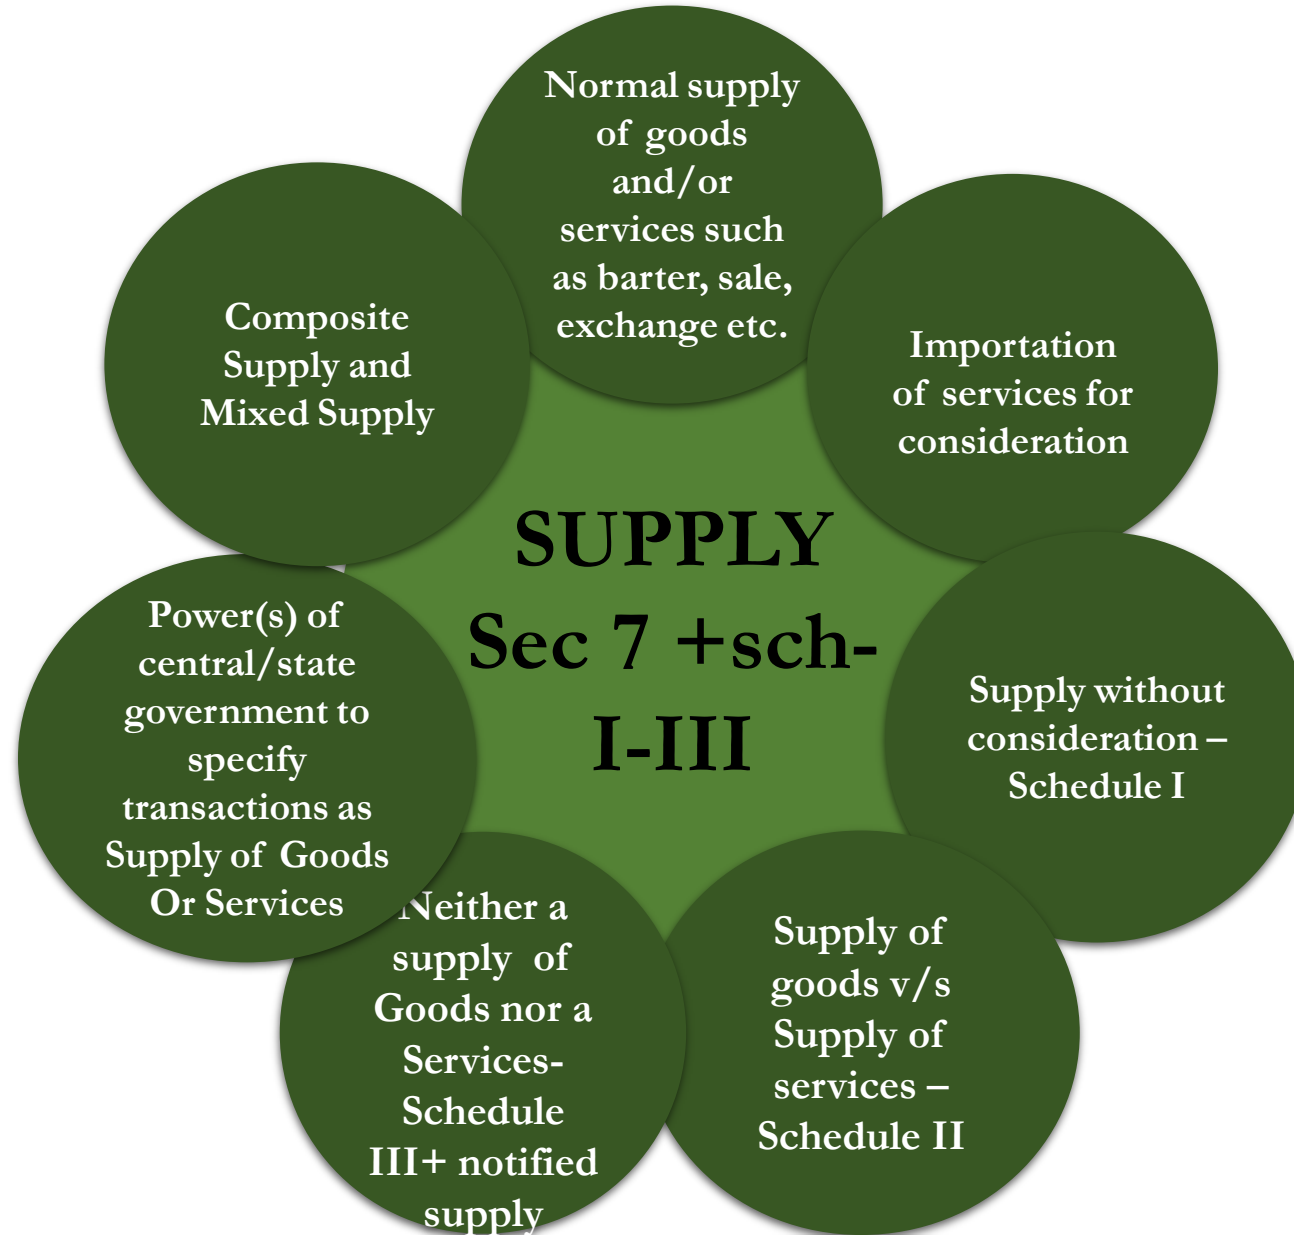 Normal supply
of goods
and/or
services such
as barter, sale,
exchange etc.
Importation
of services for
consideration
Supply without
consideration –
Schedule I
Supply of
goods v/s
Supply of
services –
Schedule II
Neither a
supply of
Goods nor a
Services-
Schedule
III+ notified
supply
Power(s) of
central/state
government to
specify
transactions as
Supply of Goods
Or Services
Composite
Supply and
Mixed Supply
SUPPLY
Sec 7 +sch-
I-III